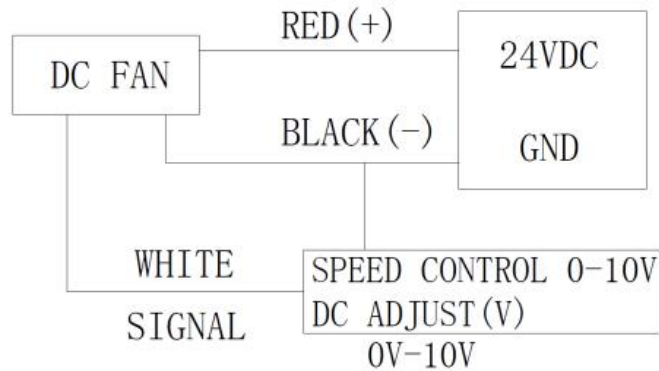 RED(+)
24VDC
DC FAN
BLACK(-)
GND
WHITE
SIGNAL
SPEED CONTROL 0-10V
DC ADJUST(V)
0V-10V